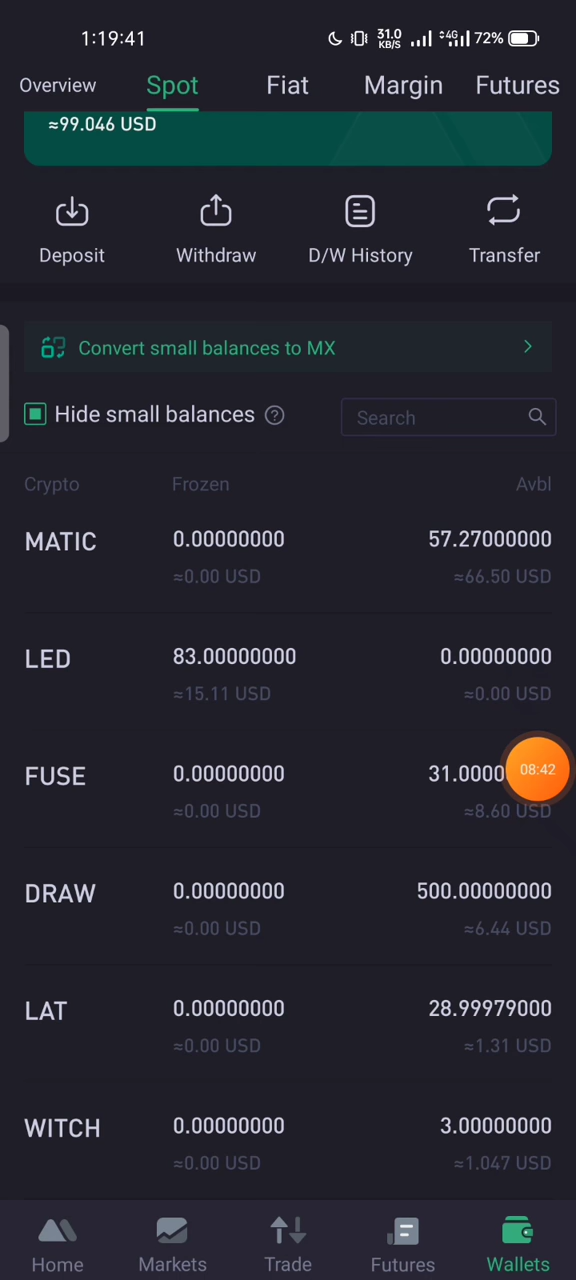 1:19:41 31.0 KB/S 4G 72%
Overview Spot Fiat Margin Futures
≈99.046 USD
Deposit Withdraw D/W History Transfer
Convert small balances to MX
Hide small balances ? Search
Crypto Frozen Avbl
MATIC 0.00000000 57.27000000
≈0.00 USD ≈66.50 USD
LED 83.00000000 0.00000000
≈15.11 USD ≈0.00 USD
FUSE 0.00000000 31.0000
08:42
≈0.00 USD ≈8.60 USD
DRAW 0.00000000 500.00000000
≈0.00 USD ≈6.44 USD
LAT 0.00000000 28.99979000
≈0.00 USD ≈1.31 USD
WITCH 0.00000000 3.00000000
≈0.00 USD ≈1.047 USD
Home Markets Trade Futures Wallets